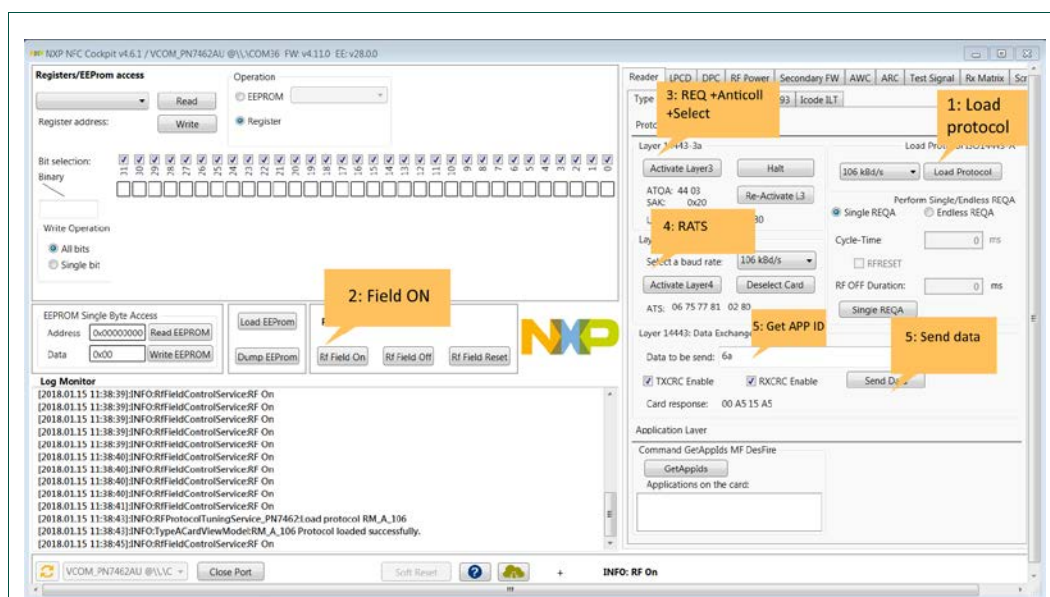 NXP NFC Cockpit v4.6.1 / VCOM_PN7462AU @\\.\COM36 FW: v4.11.0 EE: v28.0.0
Registers/EEProm access
Operation
Read
EEPROM
Register address:
Write
Register
Bit selection:
31 30 29 28 27 26 25 24 23 22 21 20 19 18 17 16 15 14 13 12 11 10 9 8 7 6 5 4 3 2 1 0
Binary
Write Operation
All bits
Single bit
2: Field ON
EEPROM Single Byte Access
Address 0x00000000 Read EEPROM
Data 0x00 Write EEPROM
Load EEProm
Dump EEProm
Rf Field On
Rf Field Off
Rf Field Reset
NXP
Log Monitor
[2018.01.15 11:38:39]:INFO:RfFieldControlService:RF On
[2018.01.15 11:38:39]:INFO:RfFieldControlService:RF On
[2018.01.15 11:38:39]:INFO:RfFieldControlService:RF On
[2018.01.15 11:38:39]:INFO:RfFieldControlService:RF On
[2018.01.15 11:38:39]:INFO:RfFieldControlService:RF On
[2018.01.15 11:38:40]:INFO:RfFieldControlService:RF On
[2018.01.15 11:38:40]:INFO:RfFieldControlService:RF On
[2018.01.15 11:38:40]:INFO:RfFieldControlService:RF On
[2018.01.15 11:38:40]:INFO:RfFieldControlService:RF On
[2018.01.15 11:38:41]:INFO:RfFieldControlService:RF On
[2018.01.15 11:38:43]:INFO:RFProtocolTuningService_PN7462:Load protocol RM_A_106
[2018.01.15 11:38:43]:INFO:TypeACardViewModel:RM_A_106 Protocol loaded successfully.
[2018.01.15 11:38:45]:INFO:RfFieldControlService:RF On
Reader LPCD DPC RF Power Secondary FW AWC ARC Test Signal Rx Matrix Scr
Type
93
Icode ILT
3: REQ +Anticoll
+Select
1: Load
protocol
Layer 14443-3a
Activate Layer3
Halt
106 kBd/s
Load Protocol
ATQA: 44 03
SAK: 0x20
Re-Activate L3
Perform Single/Endless REQA
Single REQA
Endless REQA
4: RATS
Cycle-Time:
0 ms
Select a baud rate:
106 kBd/s
RFRESET
Activate Layer4
Deselect Card
RF OFF Duration:
0 ms
ATS: 06 75 77 81 02 80
Single REQA
Layer 14443: Data Exchang
5: Get APP ID
5: Send data
Data to be send: 6a
TXCRC Enable
RXCRC Enable
Send Data
Card response: 00 A5 15 A5
Application Layer
Command GetAppIds MF DesFire
GetAppIds
Applications on the card:
VCOM_PN7462AU @\\.\C
Close Port
Soft Reset
?
+
INFO: RF On